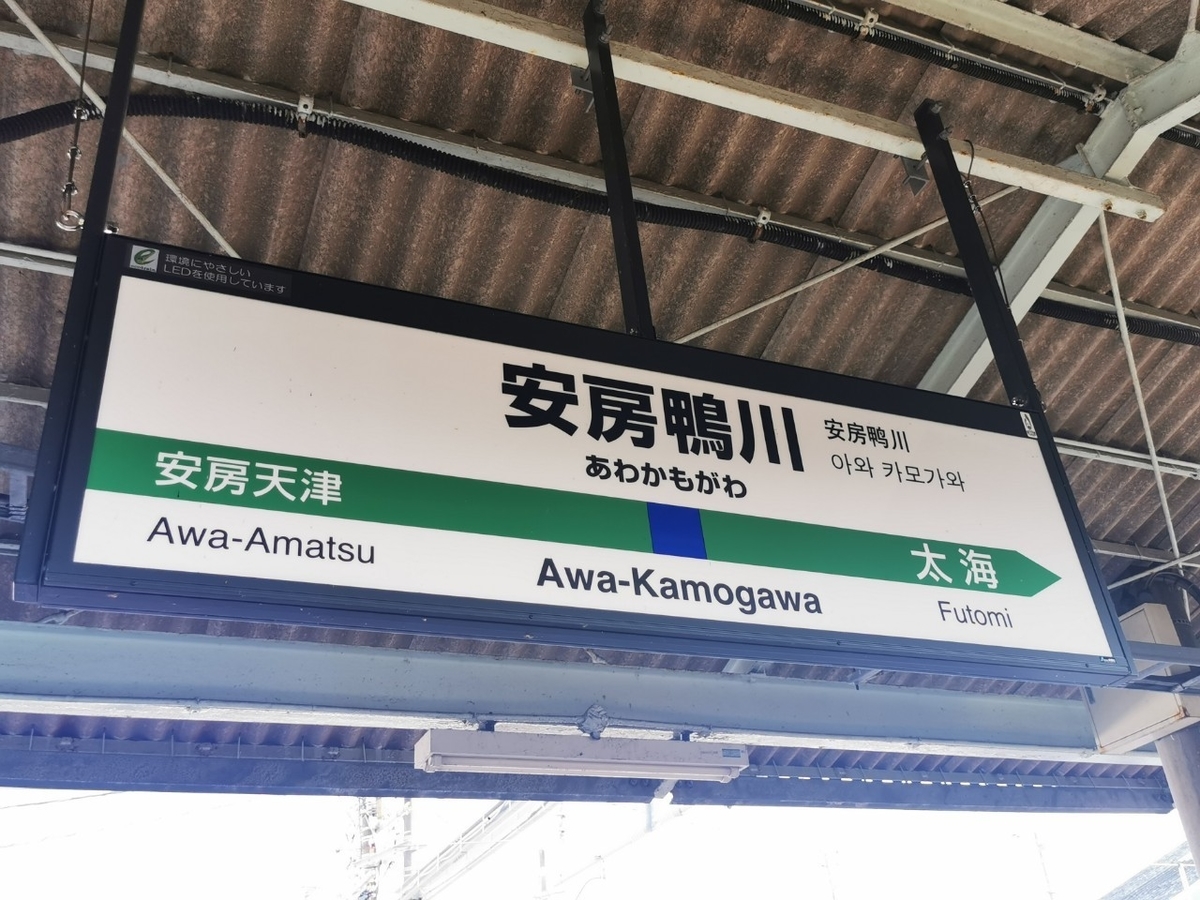 環境にやさしい
LEDを使用しています
安房鴨川
あわかもがわ
安房鸭川
아와 카모가와
安房天津
Awa-Amatsu
Awa-Kamogawa
太海
Futomi